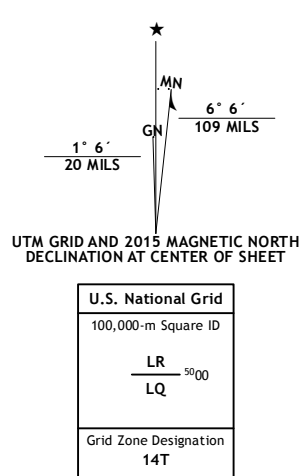 ★
MN
GN
6° 6´
109 MILS
1° 6´
20 MILS
UTM GRID AND 2015 MAGNETIC NORTH
DECLINATION AT CENTER OF SHEET
U.S. National Grid
100,000-m Square ID
LR
5000
LQ
Grid Zone Designation
14T